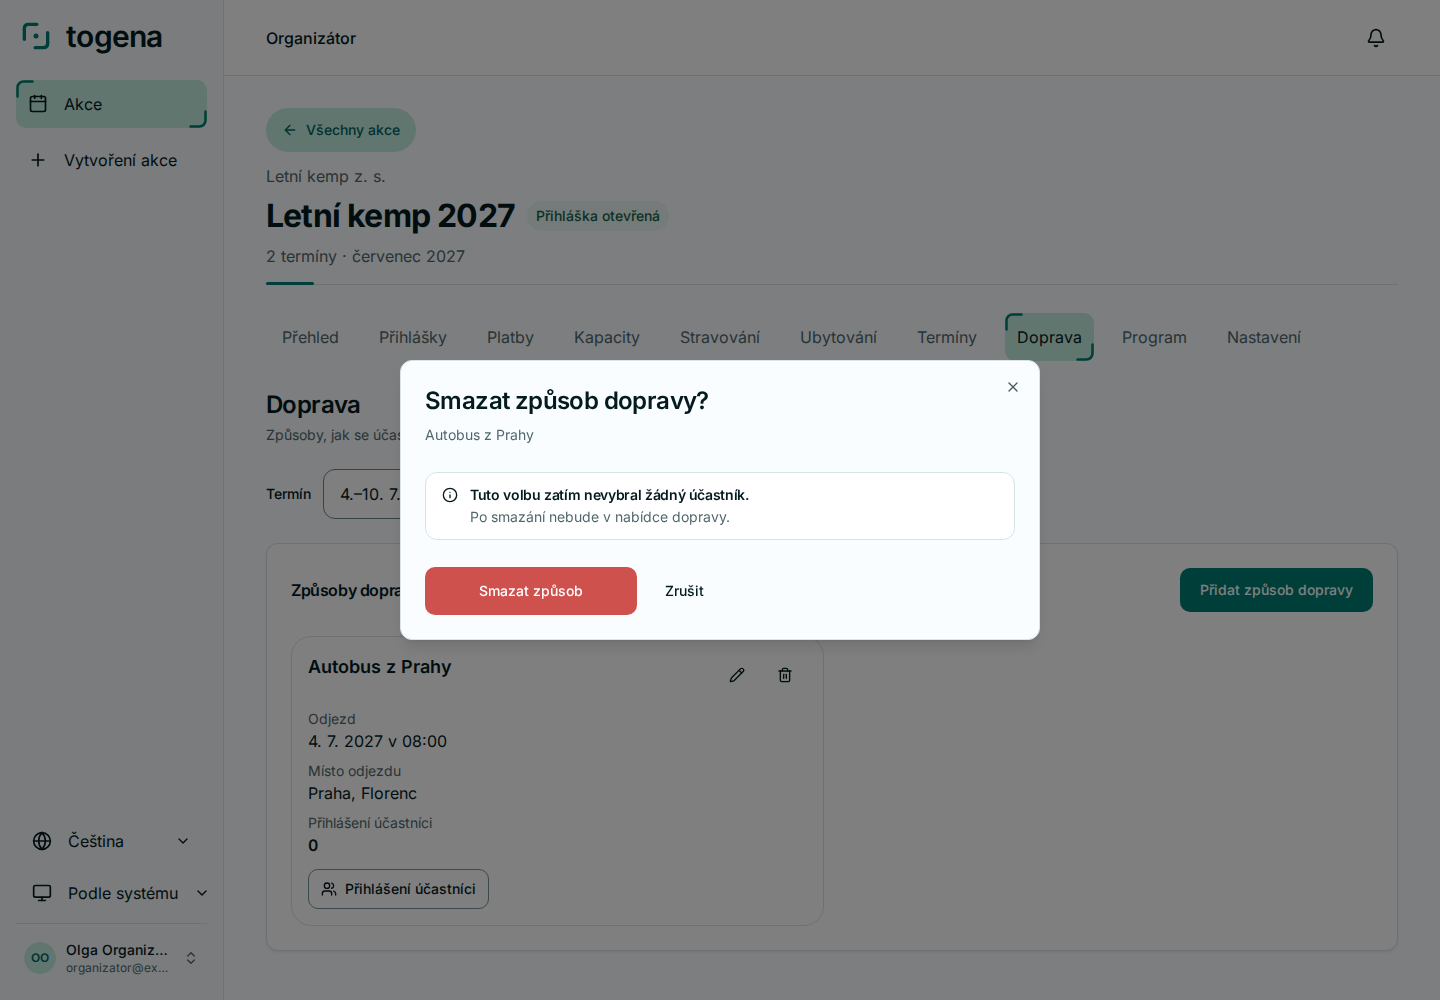 togena
Organizátor
Akce
Vytvoření akce
Všechny akce
Letní kemp z. s.
Letní kemp 2027
Přihláška otevřená
2 termíny · červenec 2027
Přehled
Přihlášky
Platby
Kapacity
Stravování
Ubytování
Termíny
Doprava
Program
Nastavení
Doprava
Způsoby, jak se
Termín
4.–10. 7.
Smazat způsob dopravy?
Autobus z Prahy
Tuto volbu zatím nevybral žádný účastník.
Po smazání nebude v nabídce dopravy.
Smazat způsob
Zrušit
Způsoby
Přidat způsob dopravy
Autobus z Prahy
Odjezd
4. 7. 2027 v 08:00
Místo odjezdu
Praha, Florenc
Přihlášení účastníci
0
Přihlášení účastníci
Čeština
Podle systému
OO
Olga Organiz...
organizator@ex...